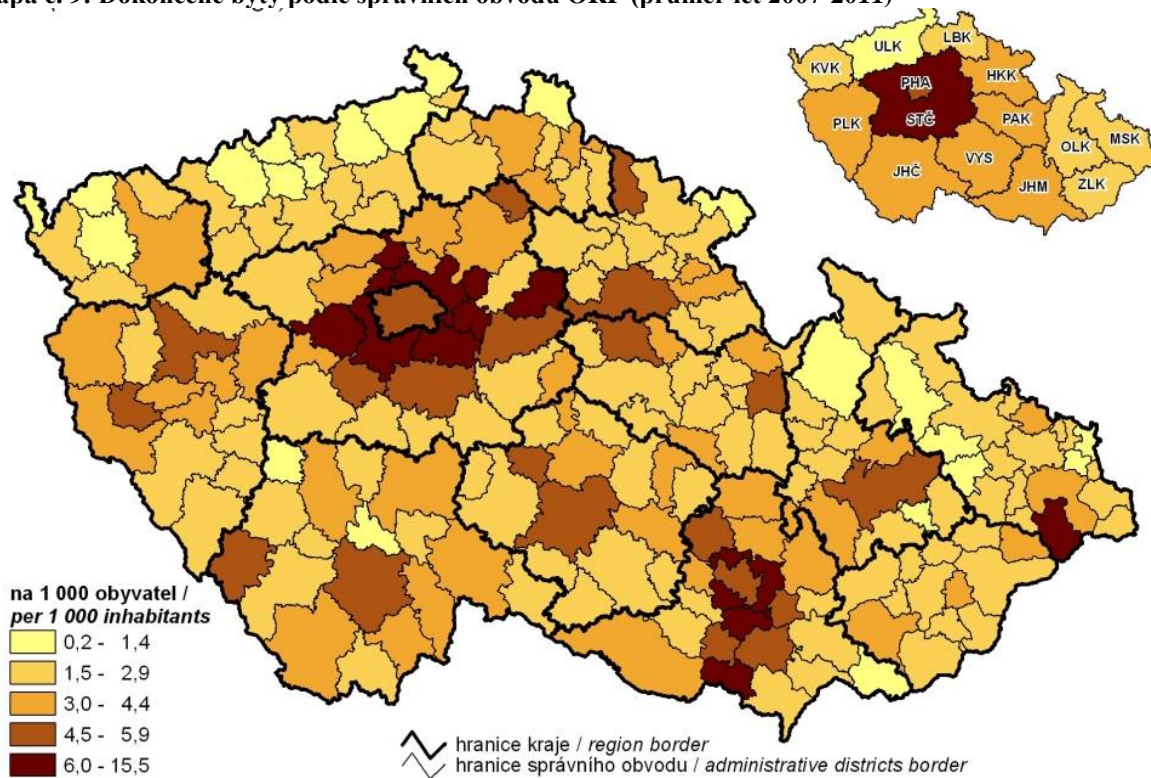 č. 9: Dokončené byty podle správních obvodů ORP (průměr let 2007-2011)
ULK
LBK
KVK
HKK
PHA
STČ
PLK
PAK
MSK
OLK
VYS
JHČ
ZLK
JHM
na 1 000 obyvatel /
per 1 000 inhabitants
0,2 - 1,4
1,5 - 2,9
3,0 - 4,4
4,5 - 5,9
6,0 - 15,5
hranice kraje / region border
hranice správního obvodu / administrative districts border